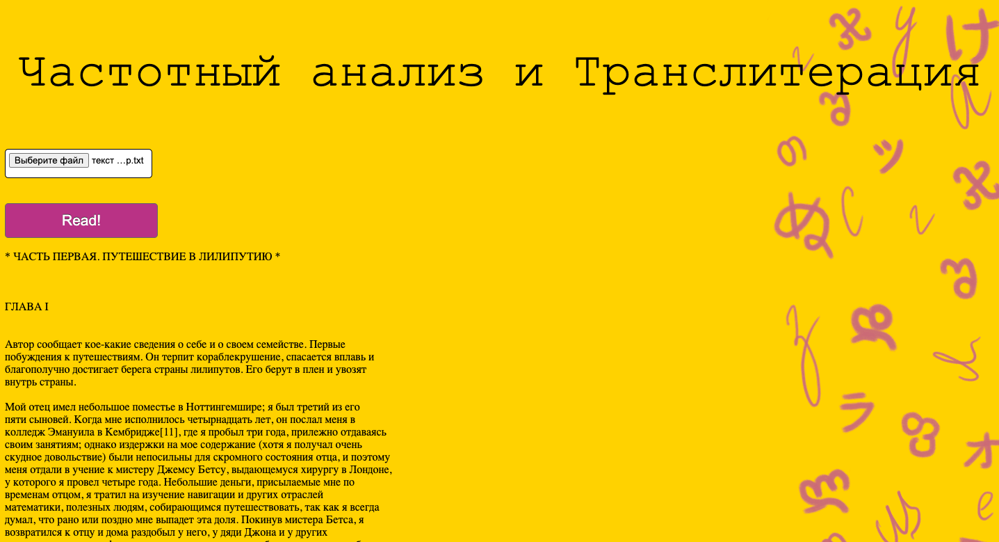 Частотный анализ и Транслитерация
Выберите файл текст …p.txt
Read!
* ЧАСТЬ ПЕРВАЯ. ПУТЕШЕСТВИЕ В ЛИЛИПУТИЮ *
ГЛАВА I
Автор сообщает кое-какие сведения о себе и о своем семействе. Первые
побуждения к путешествиям. Он терпит кораблекрушение, спасается вплавь и
благополучно достигает берега страны лилипутов. Его берут в плен и увозят
внутрь страны.
Мой отец имел небольшое поместье в Ноттингемшире; я был третий из его
пяти сыновей. Когда мне исполнилось четырнадцать лет, он послал меня в
колледж Эмануила в Кембридже[11], где я пробыл три года, прилежно отдаваясь
своим занятиям; однако издержки на мое содержание (хотя я получал очень
скудное довольствие) были непосильны для скромного состояния отца, и поэтому
меня отдали в учение к мистеру Джемсу Бетсу, выдающемуся хирургу в Лондоне,
у которого я провел четыре года. Небольшие деньги, присылаемые мне по
временам отцом, я тратил на изучение навигации и других отраслей
математики, полезных людям, собирающимся путешествовать, так как я всегда
думал, что рано или поздно мне выпадет эта доля. Покинув мистера Бетса, я
возвратился к отцу и дома раздобыл у него, у дяди Джона и у других